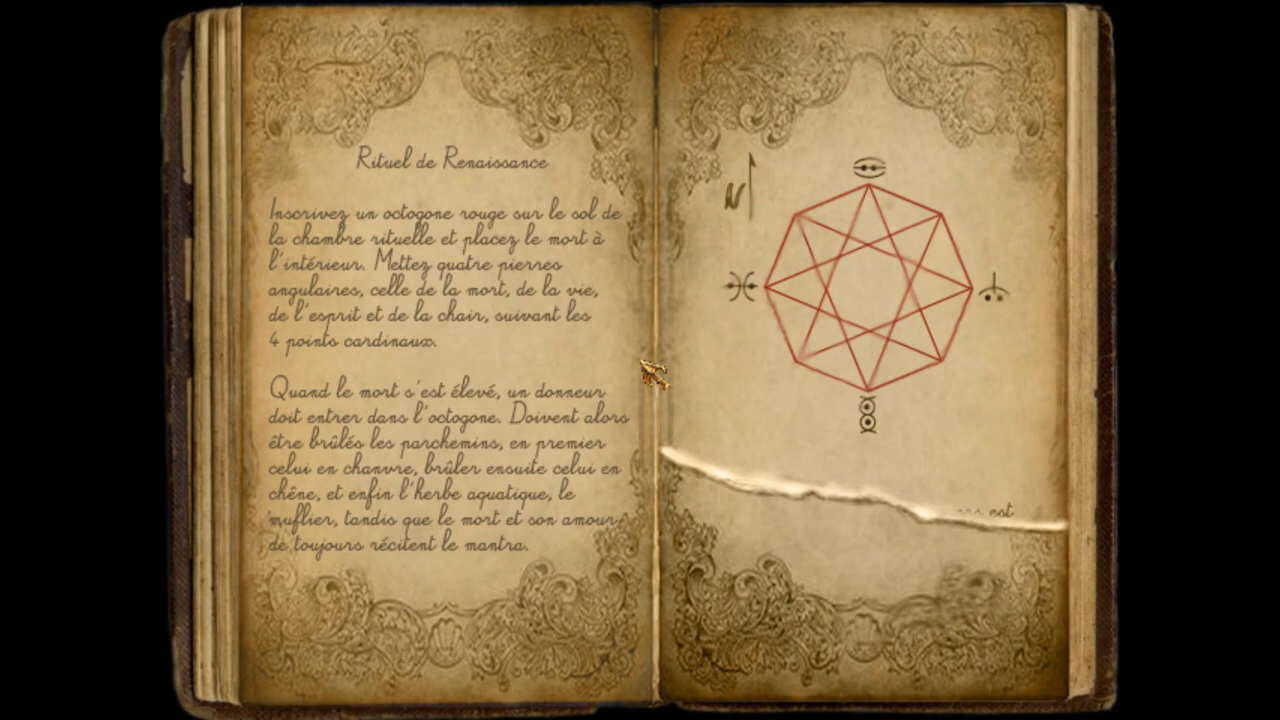 Rituel de Renaissance
Inscrivez un octogone rouge sur le sol de
la chambre rituelle et placez le mort à
l'intérieur. Mettez quatre pierres
angulaires, celle de la mort, de la vie,
de l'esprit et de la chair, suivant les
4 points cardinaux.
Quand le mort s'est élevé, un donneur
doit entrer dans l'octogone. Doivent alors
être brûlés les parchemins, en premier
celui en chanvre, brûler ensuite celui en
chêne, et enfin l'herbe aquatique, le
muflier, tandis que le mort et son amour
de toujours récitent le mantra.
N
est